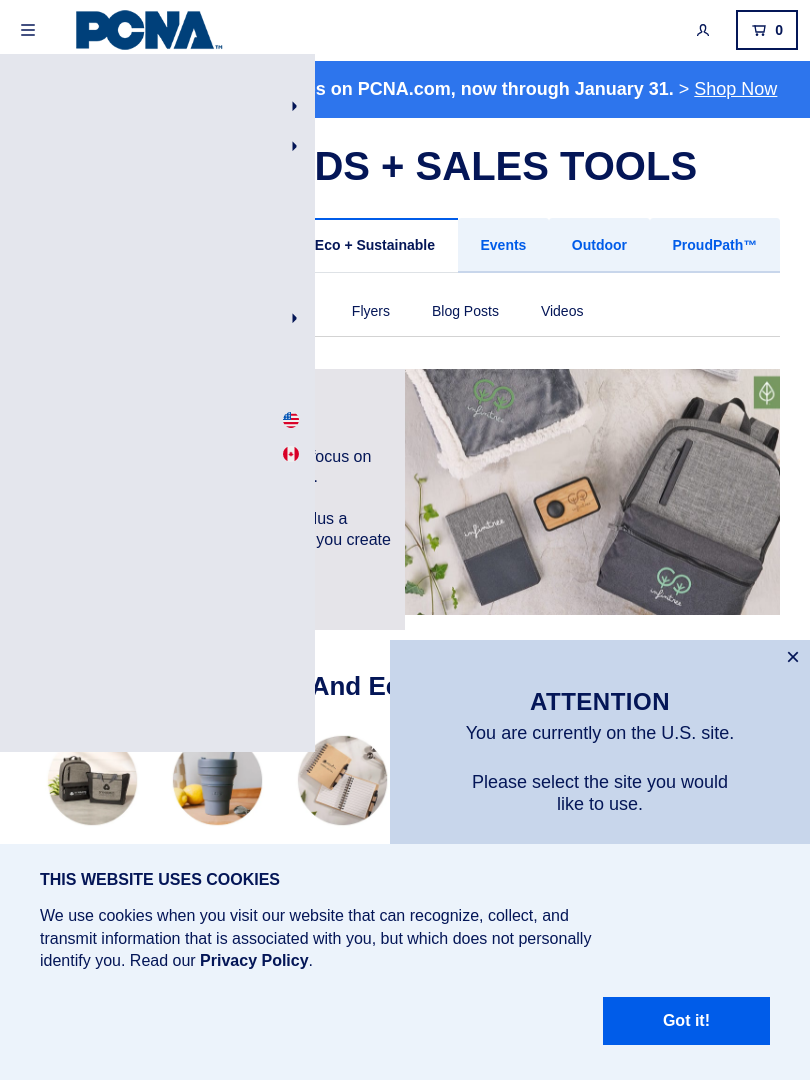 PCNA™
0
s on PCNA.com, now through January 31. > Shop Now
DS + SALES TOOLS
Eco + Sustainable
Events
Outdoor
ProudPath™
Flyers
Blog Posts
Videos
ocus on
.
lus a
you create
infinitree
infinitree
infinitree
And Ec
ATTENTION
You are currently on the U.S. site.
Please select the site you would
like to use.
THIS WEBSITE USES COOKIES
We use cookies when you visit our website that can recognize, collect, and
transmit information that is associated with you, but which does not personally
identify you. Read our Privacy Policy.
Got it!